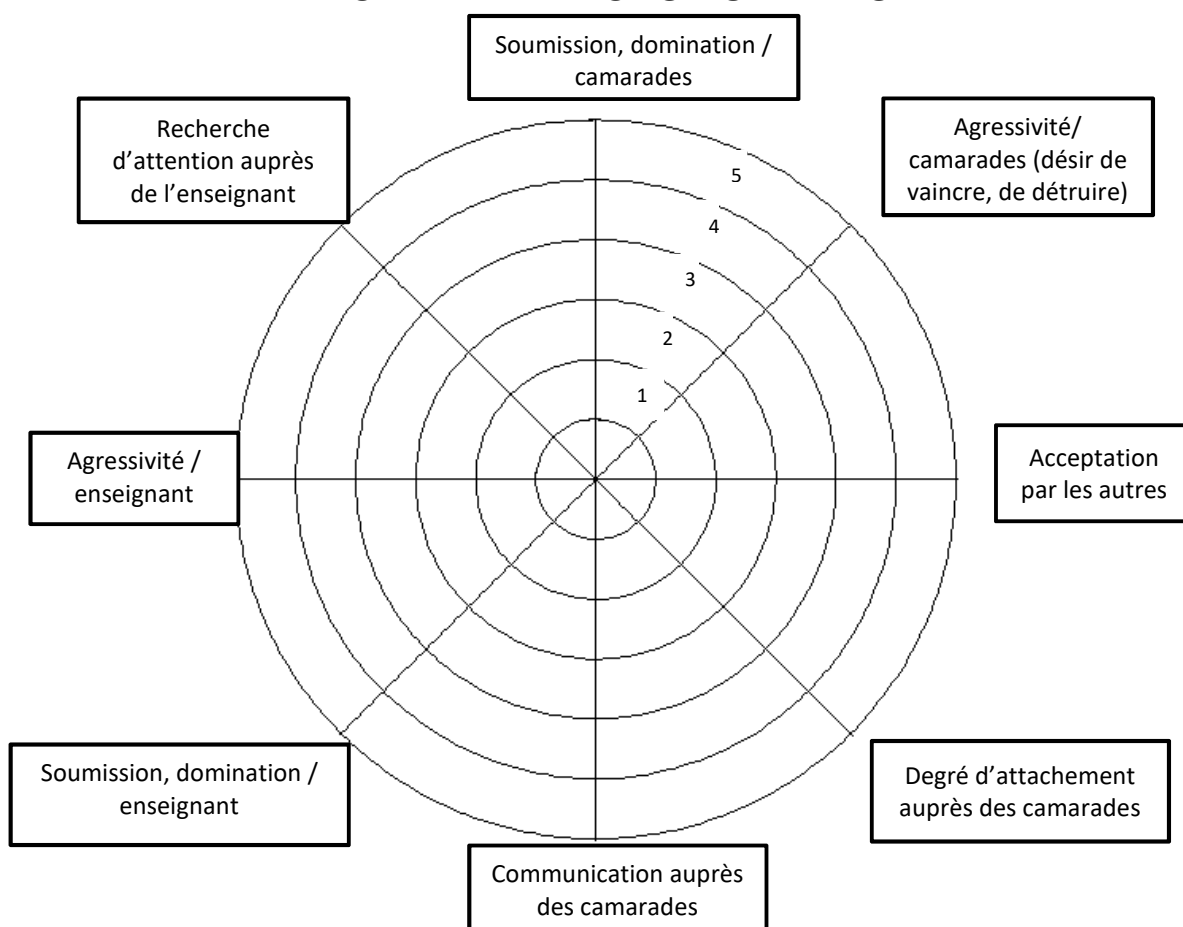 Soumission, domination /
camarades
Recherche
d'attention auprès
de l'enseignant
Agressivité/
camarades (désir de
vaincre, de détruire)
5
4
3
2
1
Agressivité /
enseignant
Acceptation
par les autres
Soumission, domination /
enseignant
Degré d'attachement
auprès des camarades
Communication auprès
des camarades